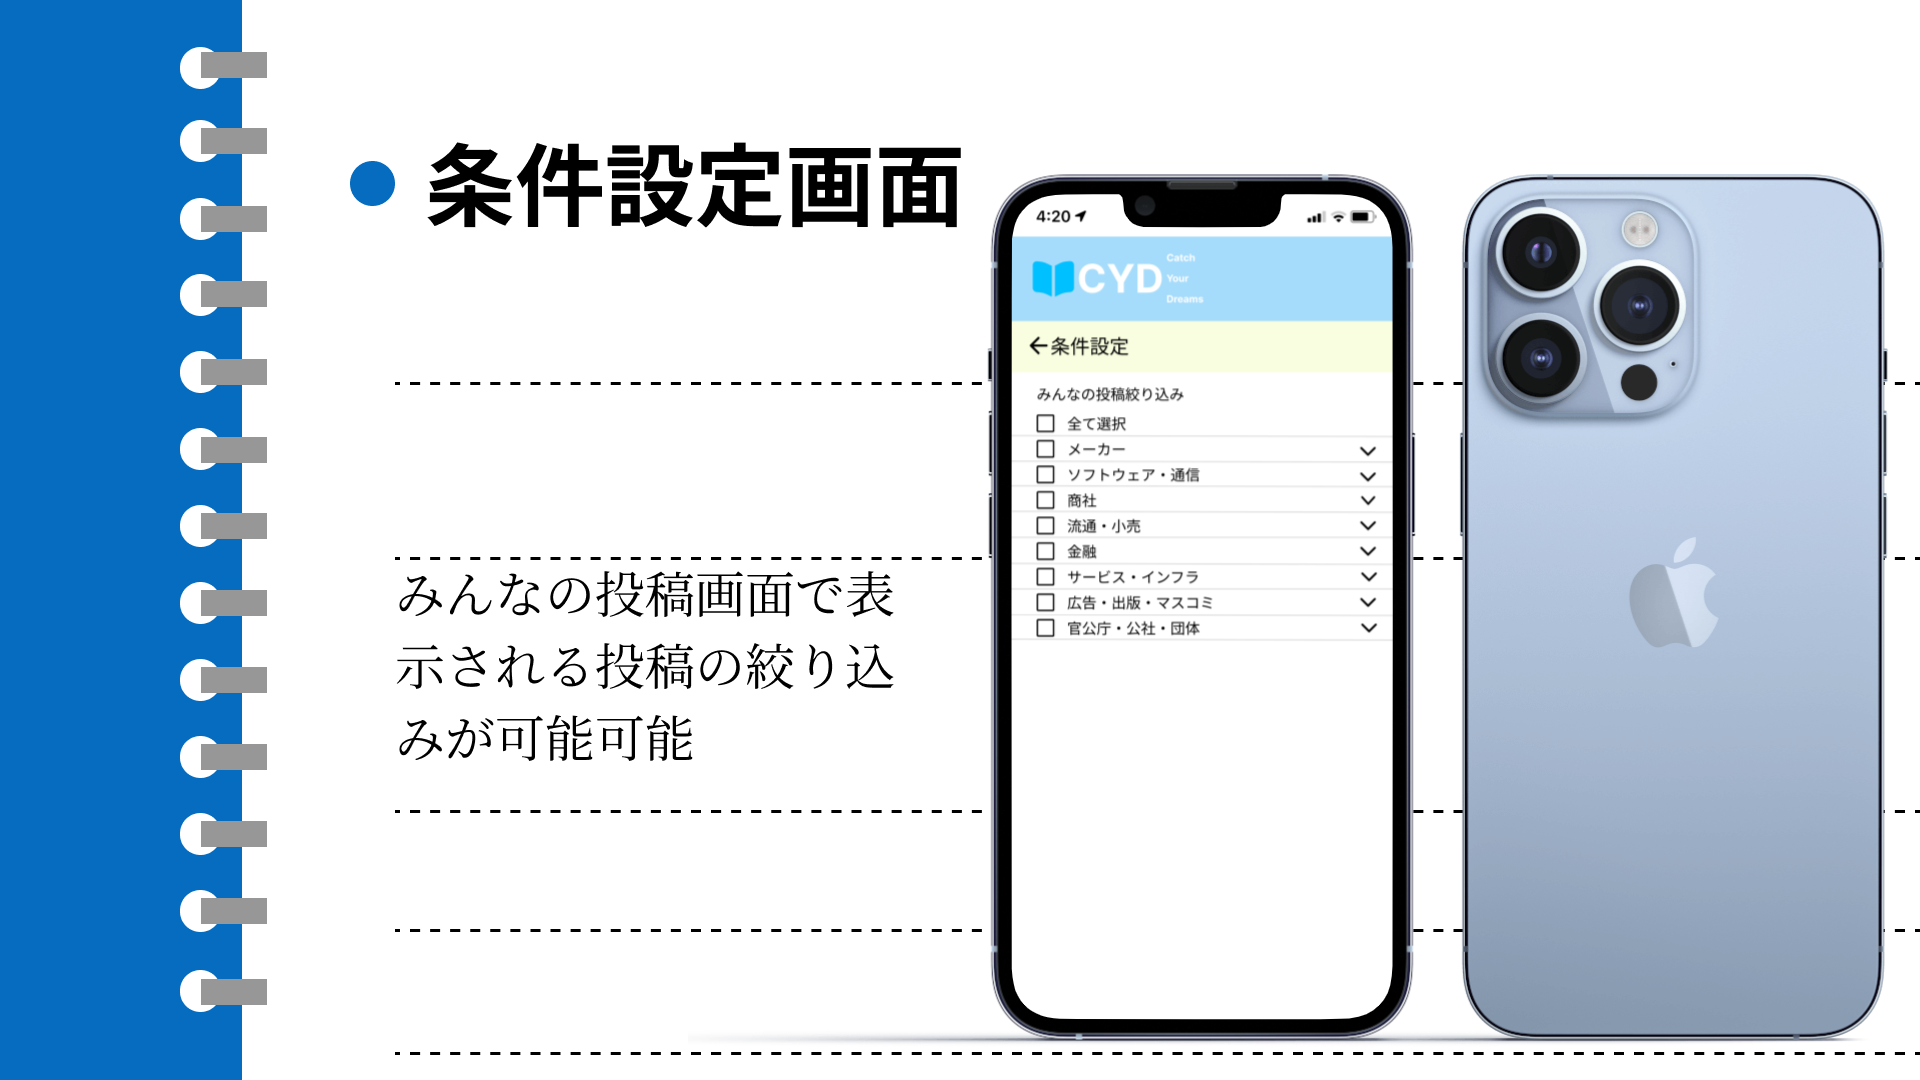 条件設定画面
みんなの投稿画面で表
示される投稿の絞り込
みが可能可能
4:20
CYD
Catch
Your
Dreams
←条件設定
みんなの投稿絞り込み
全て選択
メーカー
ソフトウェア・通信
商社
流通・小売
金融
サービス・インフラ
広告・出版・マスコミ
官公庁・公社・団体